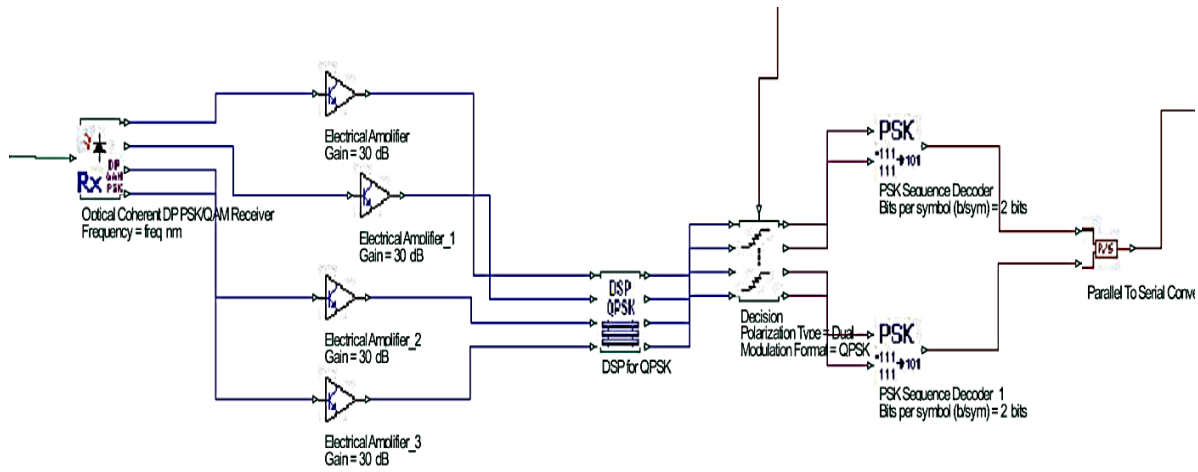 Rx
DP
QAM
PSK
Optical Coherent DP PSK/QAM Receiver
Frequency = freq nm
Electrical Amplifier
Gain = 30 dB
Electrical Amplifier_1
Gain = 30 dB
Electrical Amplifier_2
Gain = 30 dB
Electrical Amplifier_3
Gain = 30 dB
DSP
QPSK
DSP for QPSK
Decision
Polarization Type = Dual
Modulation Format = QPSK
PSK
111
111 101
PSK Sequence Decoder
Bits per symbol (b/sym) = 2 bits
PSK
111
111 101
PSK Sequence Decoder 1
Bits per symbol (b/sym) = 2 bits
P/S
Parallel To Serial Conve